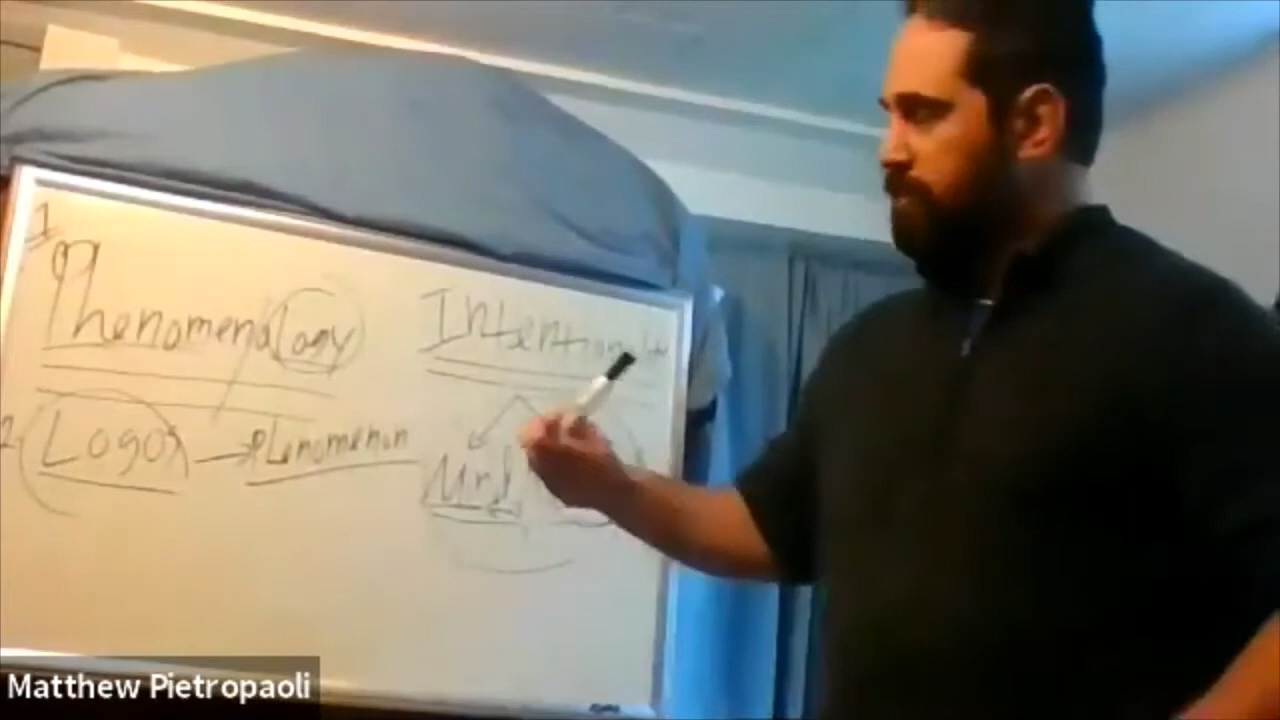 1
Phenomenology
2 Logos → Phenomenon
Intentionality
Matthew Pietropaoli